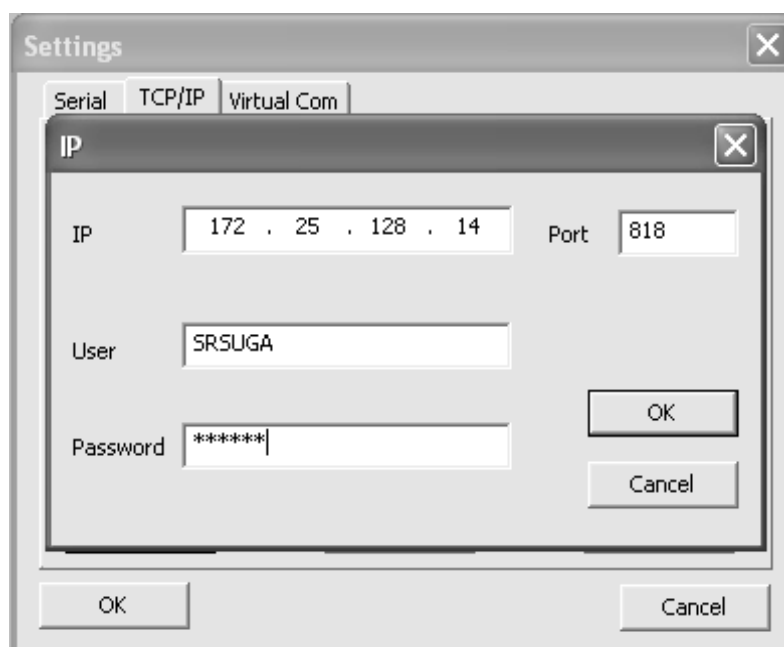 Settings
Serial TCP/IP Virtual Com
IP
IP 172 . 25 . 128 . 14 Port 818
User SRSUGA
Password ******
OK
Cancel
OK Cancel